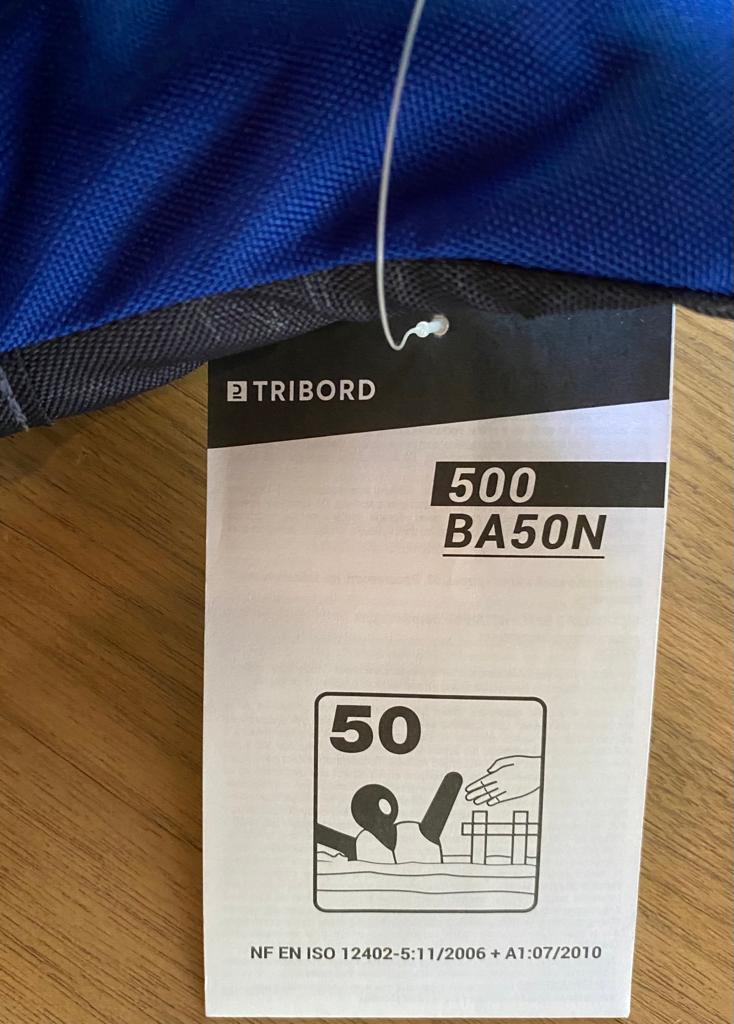 TRIBORD
500
BA50N
50
NF EN ISO 12402-5:11/2006 + A1:07/2010